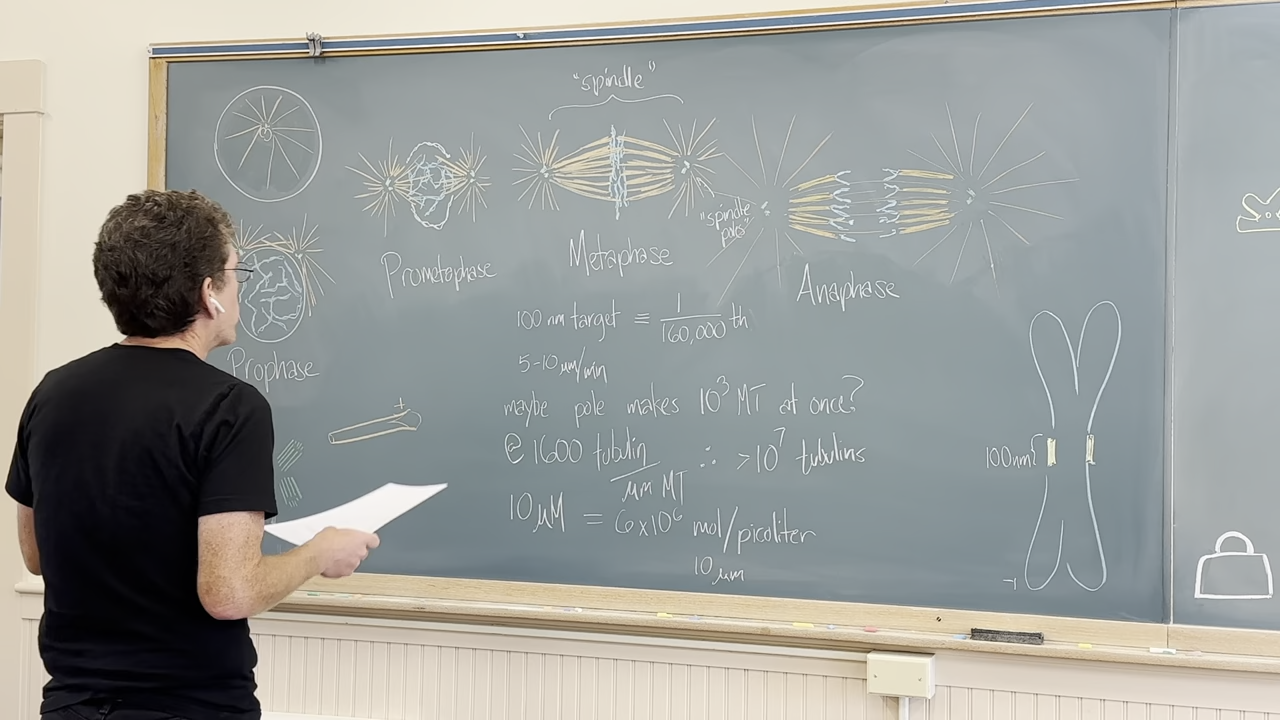 "spindle"
"spindle
poles"
Prometaphase
Metaphase
Anaphase
Prophase
100 nm target ≡ 1/160,000 th
5-10 μm/min
maybe pole makes 10³ MT at once?
@ 1600 tubulin/μm MT ∴ >10⁷ tubulins
10 μM = 6x10⁶ mol/picoliter
10 μm
+
100nm